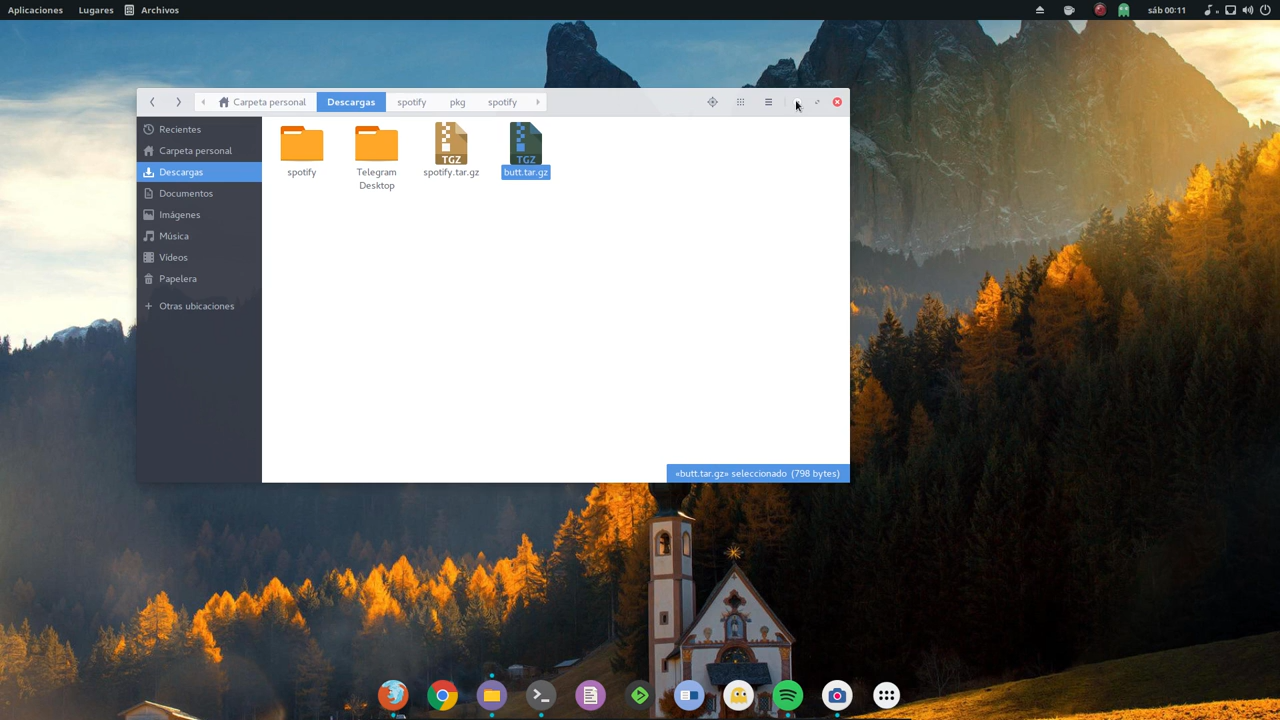 Aplicaciones Lugares Archivos sáb 00:11
Carpeta personal Descargas spotify pkg spotify
Recientes
Carpeta personal
Descargas
Documentos
Imágenes
Música
Vídeos
Papelera
Otras ubicaciones
TGZ TGZ
spotify Telegram Desktop spotify.tar.gz butt.tar.gz
«butt.tar.gz» seleccionado (798 bytes)